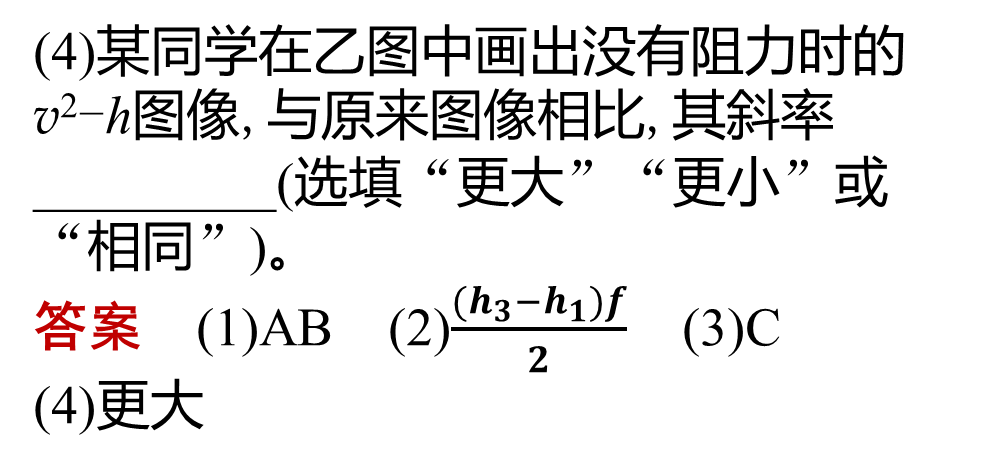 (4)某同学在乙图中画出没有阻力时的
v²−h图像, 与原来图像相比, 其斜率
__________(选填“更大”“更小”或
“相同”)。
答案 (1)AB (2)(h₃−h₁)f/2 (3)C
(4)更大